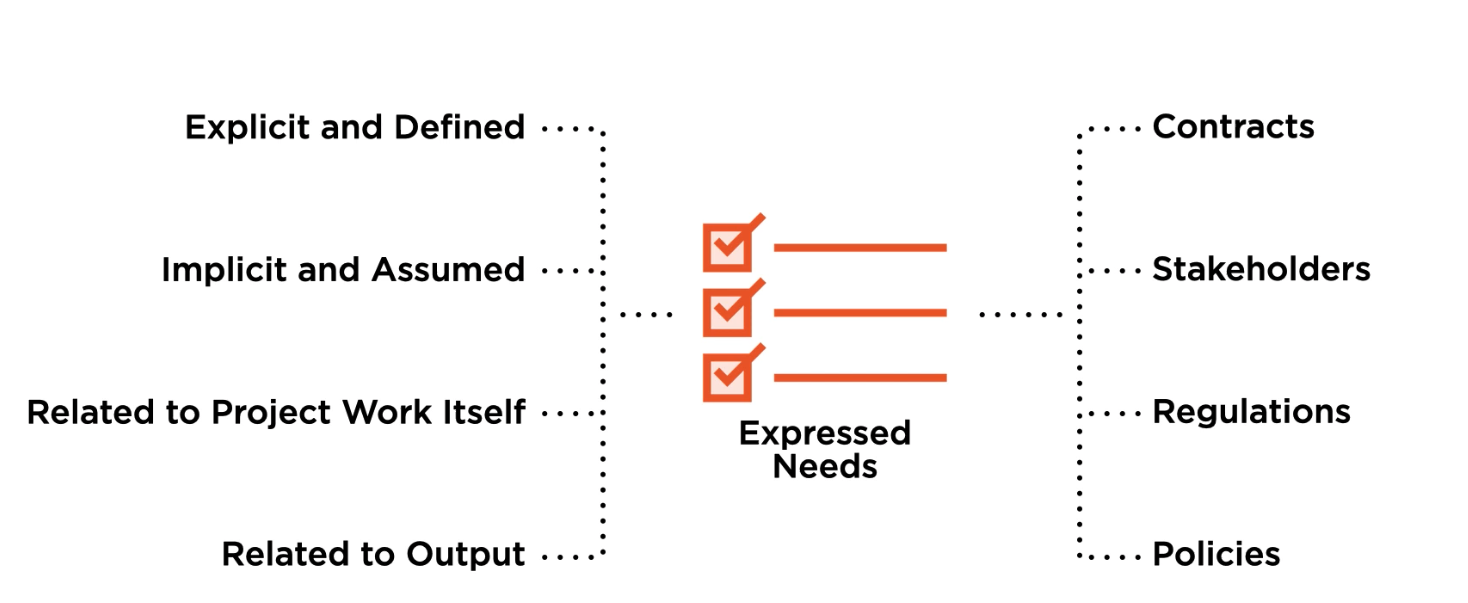 Explicit and Defined
Implicit and Assumed
Related to Project Work Itself
Related to Output
Expressed
Needs
Contracts
Stakeholders
Regulations
Policies